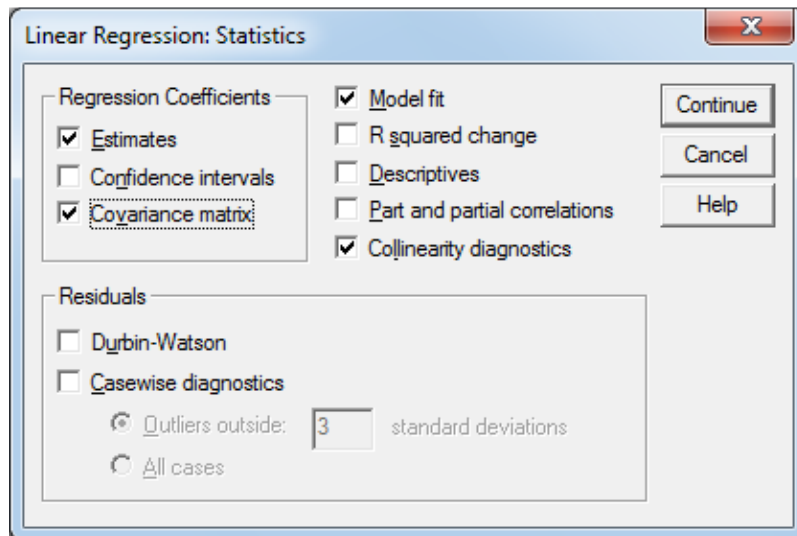 Linear Regression: Statistics
Regression Coefficients
Estimates
Confidence intervals
Covariance matrix
Model fit
R squared change
Descriptives
Part and partial correlations
Collinearity diagnostics
Continue
Cancel
Help
Residuals
Durbin-Watson
Casewise diagnostics
Outliers outside: 3 standard deviations
All cases